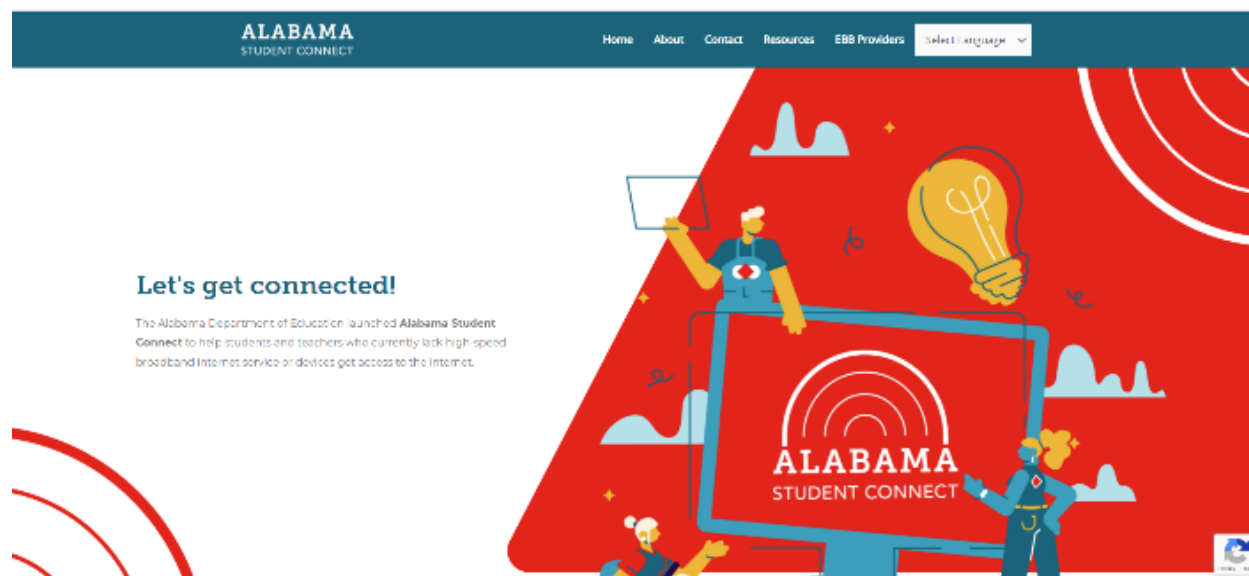 ALABAMA
STUDENT CONNECT
Home About Contact Resources EBB Providers Select Language
Let's get connected!
The Alabama Department of Education launched Alabama Student
Connect to help students and teachers who currently lack high-speed
broadband internet service or devices get access to the internet.
ALABAMA
STUDENT CONNECT